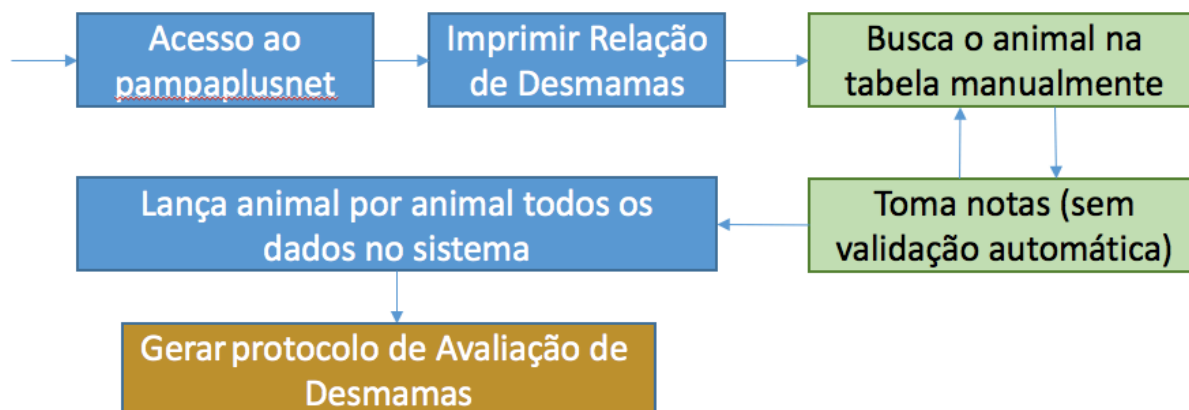 Acesso ao
pampaplusnet
Imprimir Relação
de Desmamas
Busca o animal na
tabela manualmente
Toma notas (sem
validação automática)
Lança animal por animal todos os
dados no sistema
Gerar protocolo de Avaliação de
Desmamas